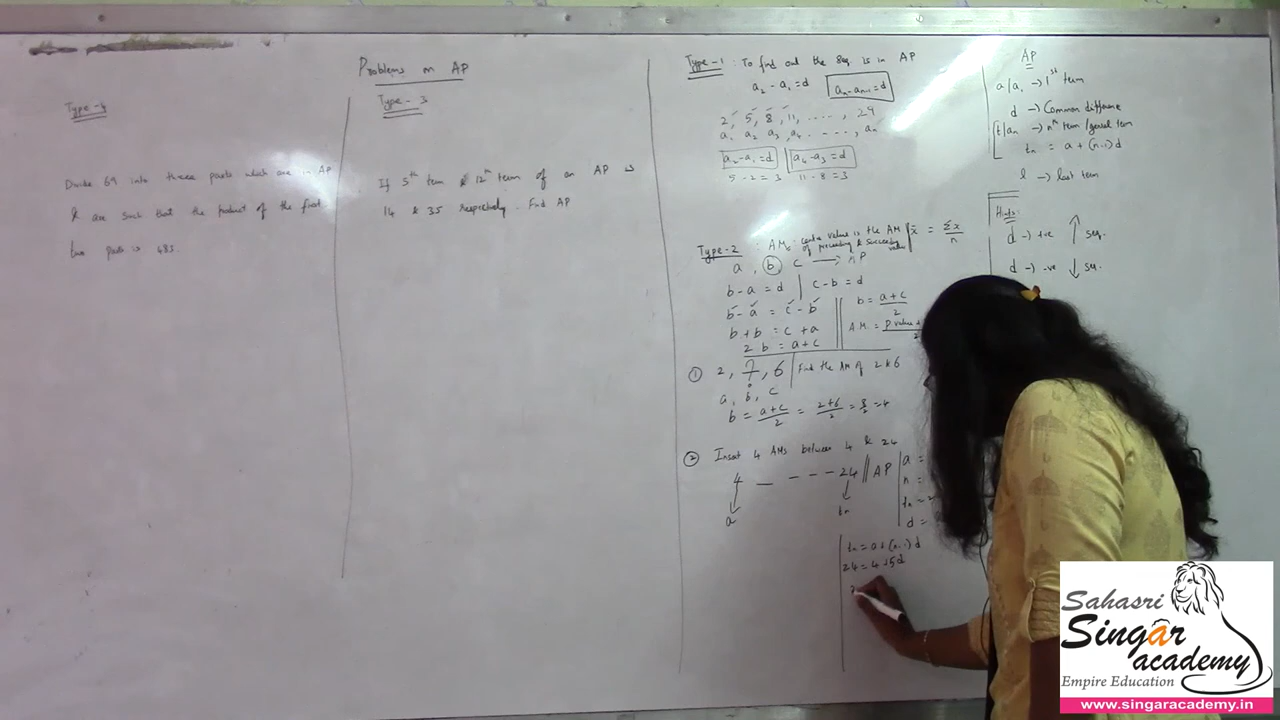 Problems on AP
Type-4
Divide 69 into three parts which are in AP
& are such that the product of the first
two parts is 483.
Type - 3
If 5th term & 12th term of an AP is
14 & 35 respectively. Find AP
Type-1 : To find out the Seq. is in AP
a2 - a1 = d
an - an-1 = d
2, 5, 8, 11, ...., 29
a1 a2 a3, a4 - - - -, an
a2 - a1 = d
a4 - a3 = d
5 - 2 = 3
11 - 8 = 3
Type-2 : AM : centre value is the AM
of preceeding & succeeding
value
x̄ = Σx/n
a, b, c → AP
b - a = d | c - b = d
b - a = c - b
b + b = c + a
2 b = a + c
b = a+c/2
A.M. = P. value +
① 2, ?, 6 | Find the AM of 2 & 6
a, b, c
b = a+c/2 = 2+6/2 = 8/2 = 4
② Insert 4 AMs between 4 & 24
4 — - - - 24 || AP
a
tn
a =
n =
tn = 2
d =
tn = a + (n-1) d
24 = 4 + 5d
AP
a/a1 → 1st term
d → Common difference
t/an → nth term/general term
tn = a + (n-1) d
l → last term
Hints:
d → +ve ↑ seq.
d → -ve ↓ seq.
Sahasri
Singâr
academy
Empire Education
www.singaracademy.in